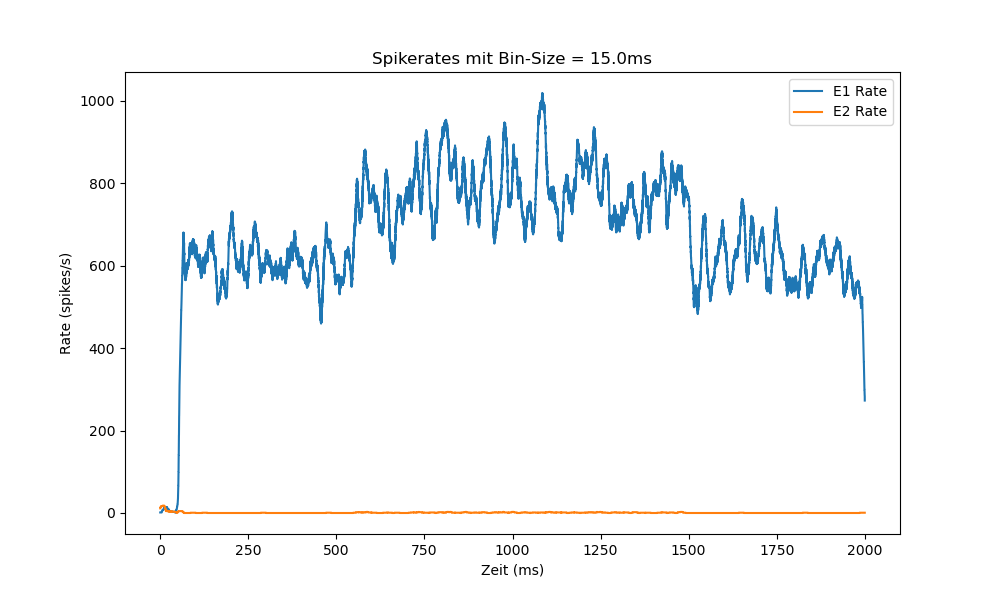 Spikerates mit Bin-Size = 15.0ms
E1 Rate
E2 Rate
1000
800
600
400
200
0
Rate (spikes/s)
0 250 500 750 1000 1250 1500 1750 2000
Zeit (ms)